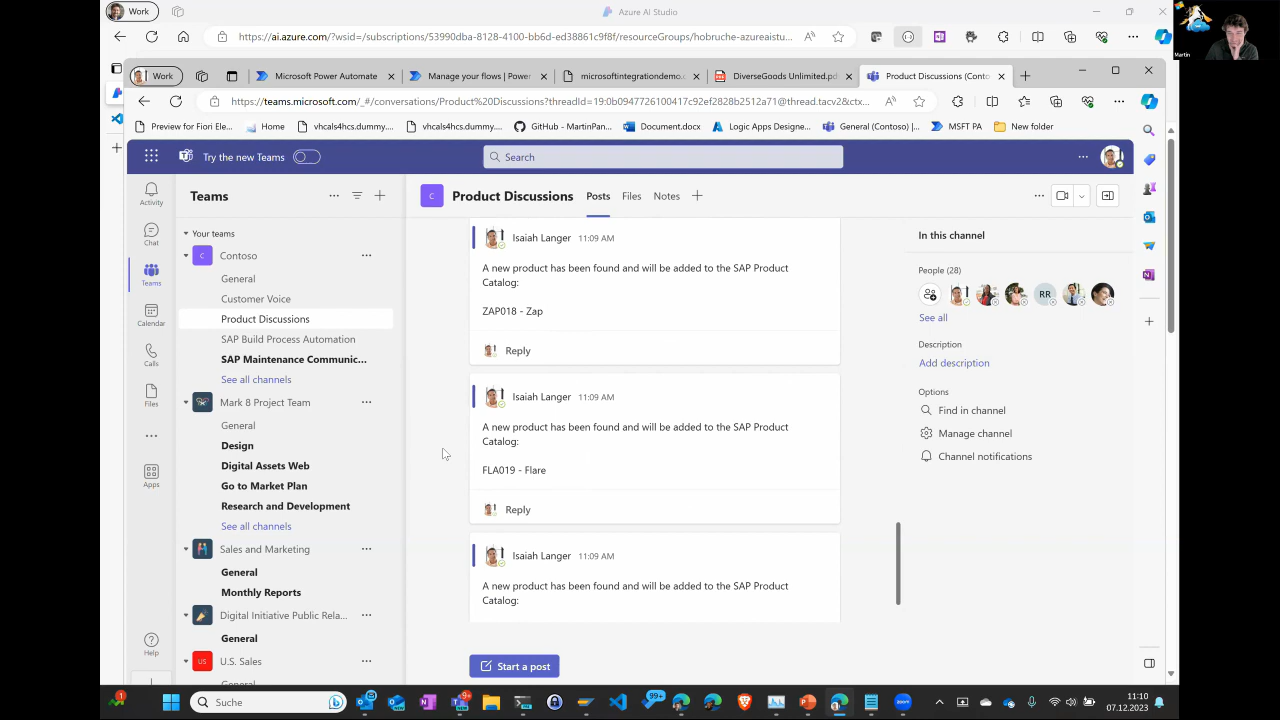 Work
Azure AI Studio
https://ai.azure.com/?wsid=/subscriptions/53990dba-8128-4100-bb6d-ed38861c9f8f/resourceGroups/hobruche-azureaistu...
Martin
Work
Microsoft Power Automate
Manage your flows | Power
microsoftintegrationdemo.c
DiverseGoods Unlimited.pd
Product Discussions (Conto
https://teams.microsoft.com/_#/conversations/Product%20Discussions?threadId=19:0b0947726100417c92ef2828b2512a71@thread.tacv2&ctx...
Preview for Fiori Ele...
Home
vhcals4hcs.dummy....
vhcals4hcs.dummy....
GitHub - MartinPan...
Document.docx
Logic Apps Designe...
General (Contoso) |...
MSFT PA
New folder
Try the new Teams
Search
Activity
Chat
Teams
Calendar
Calls
Files
Apps
Help
Teams
Your teams
C Contoso
General
Customer Voice
Product Discussions
SAP Build Process Automation
SAP Maintenance Communic...
See all channels
Mark 8 Project Team
General
Design
Digital Assets Web
Go to Market Plan
Research and Development
See all channels
Sales and Marketing
General
Monthly Reports
Digital Initiative Public Rela...
General
US U.S. Sales
General
C Product Discussions Posts Files Notes
Isaiah Langer 11:09 AM
A new product has been found and will be added to the SAP Product
Catalog:
ZAP018 - Zap
Reply
Isaiah Langer 11:09 AM
A new product has been found and will be added to the SAP Product
Catalog:
FLA019 - Flare
Reply
Isaiah Langer 11:09 AM
A new product has been found and will be added to the SAP Product
Catalog:
Start a post
In this channel
People (28)
RR
See all
Description
Add description
Options
Find in channel
Manage channel
Channel notifications
1
Suche
9+
99+
11:10
07.12.2023